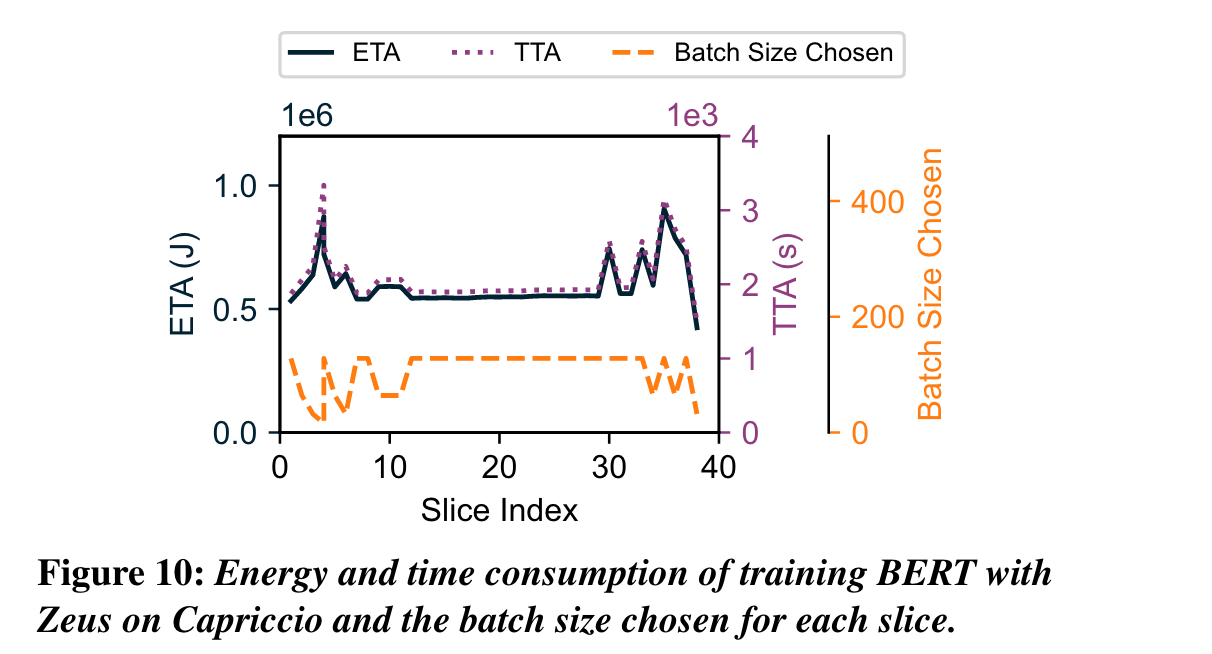 ETA TTA Batch Size Chosen
1e6 1e3
ETA (J)
1.0
0.5
0.0
4
3
2
1
0
TTA (s)
400
200
0
Batch Size Chosen
0 10 20 30 40
Slice Index
Figure 10: Energy and time consumption of training BERT with
Zeus on Capriccio and the batch size chosen for each slice.